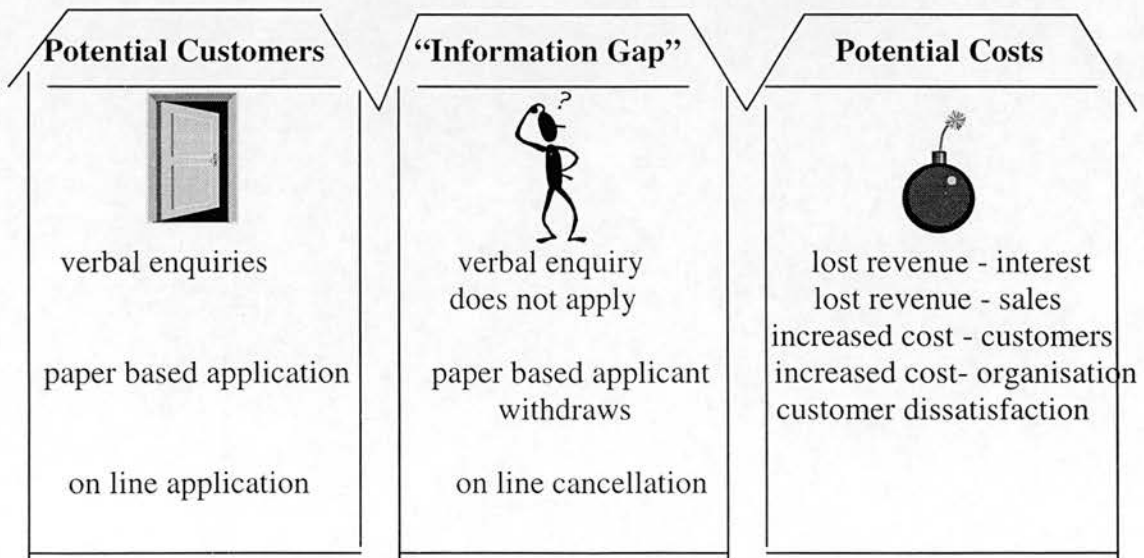 Potential Customers
verbal enquiries
paper based application
on line application
“Information Gap”
?
verbal enquiry
does not apply
paper based applicant
withdraws
on line cancellation
Potential Costs
lost revenue - interest
lost revenue - sales
increased cost - customers
increased cost- organisation
customer dissatisfaction